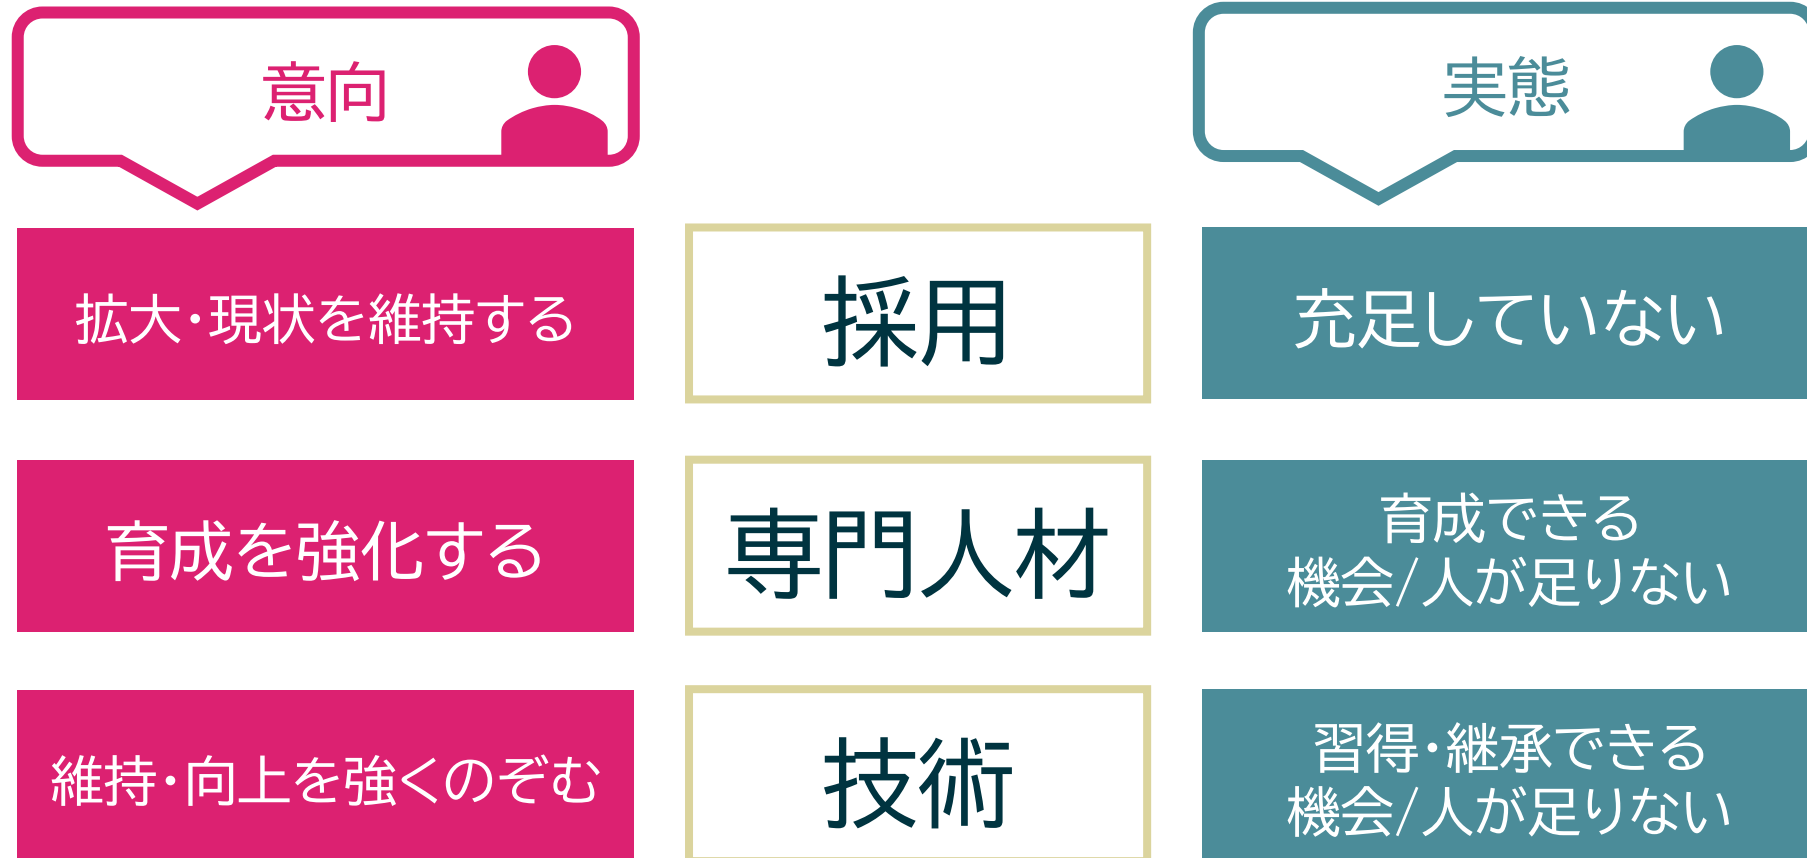 意向
実態
拡大・現状を維持する
採用
充足していない
育成を強化する
専門人材
育成できる
機会/人が足りない
維持・向上を強くのぞむ
技術
習得・継承できる
機会/人が足りない